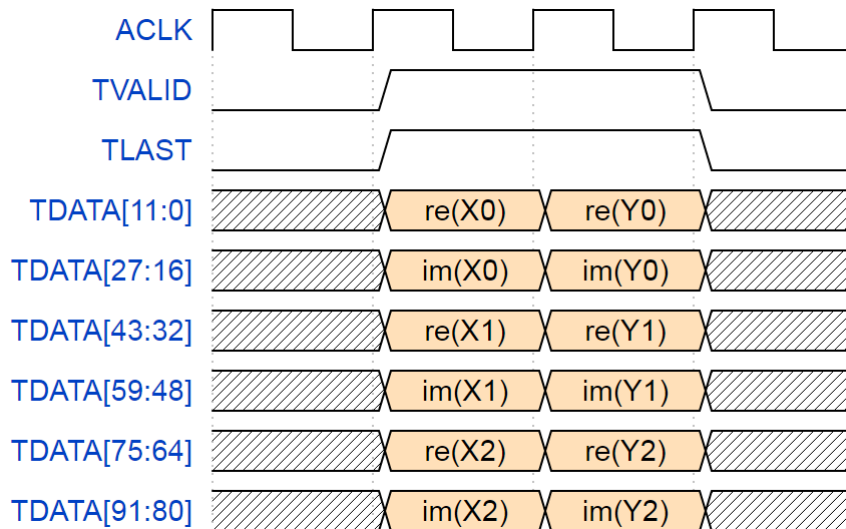 ACLK
TVALID
TLAST
TDATA[11:0] re(X0) re(Y0)
TDATA[27:16] im(X0) im(Y0)
TDATA[43:32] re(X1) re(Y1)
TDATA[59:48] im(X1) im(Y1)
TDATA[75:64] re(X2) re(Y2)
TDATA[91:80] im(X2) im(Y2)